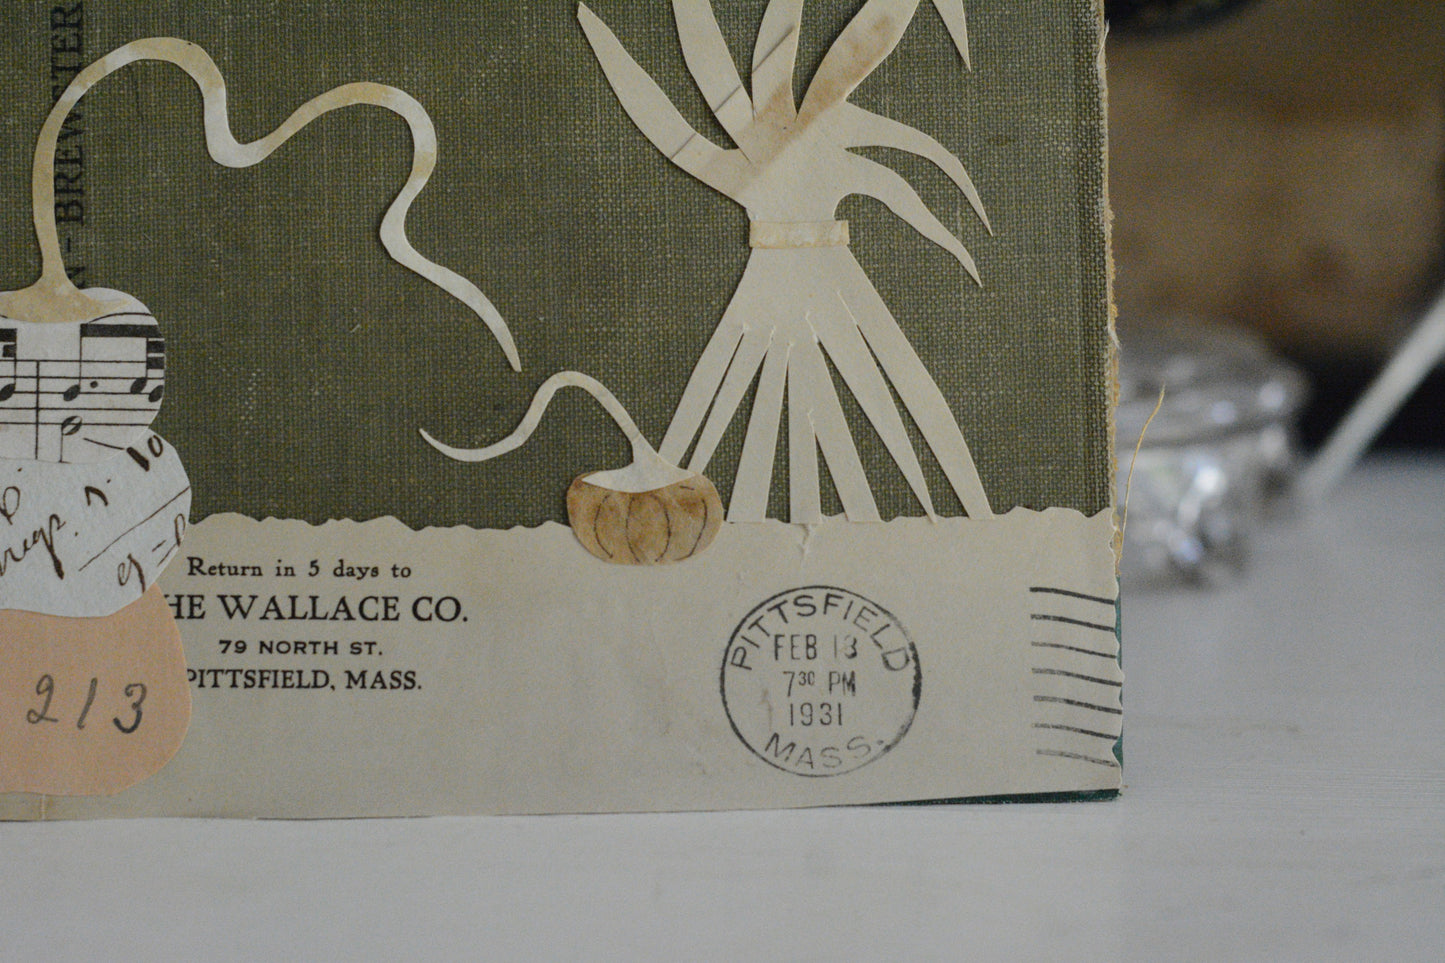 N - BREWSTER
Return in 5 days to
HE WALLACE CO.
79 NORTH ST.
PITTSFIELD, MASS.
213
PITTSFIELD
FEB 13
7 30 PM
1931
MASS.